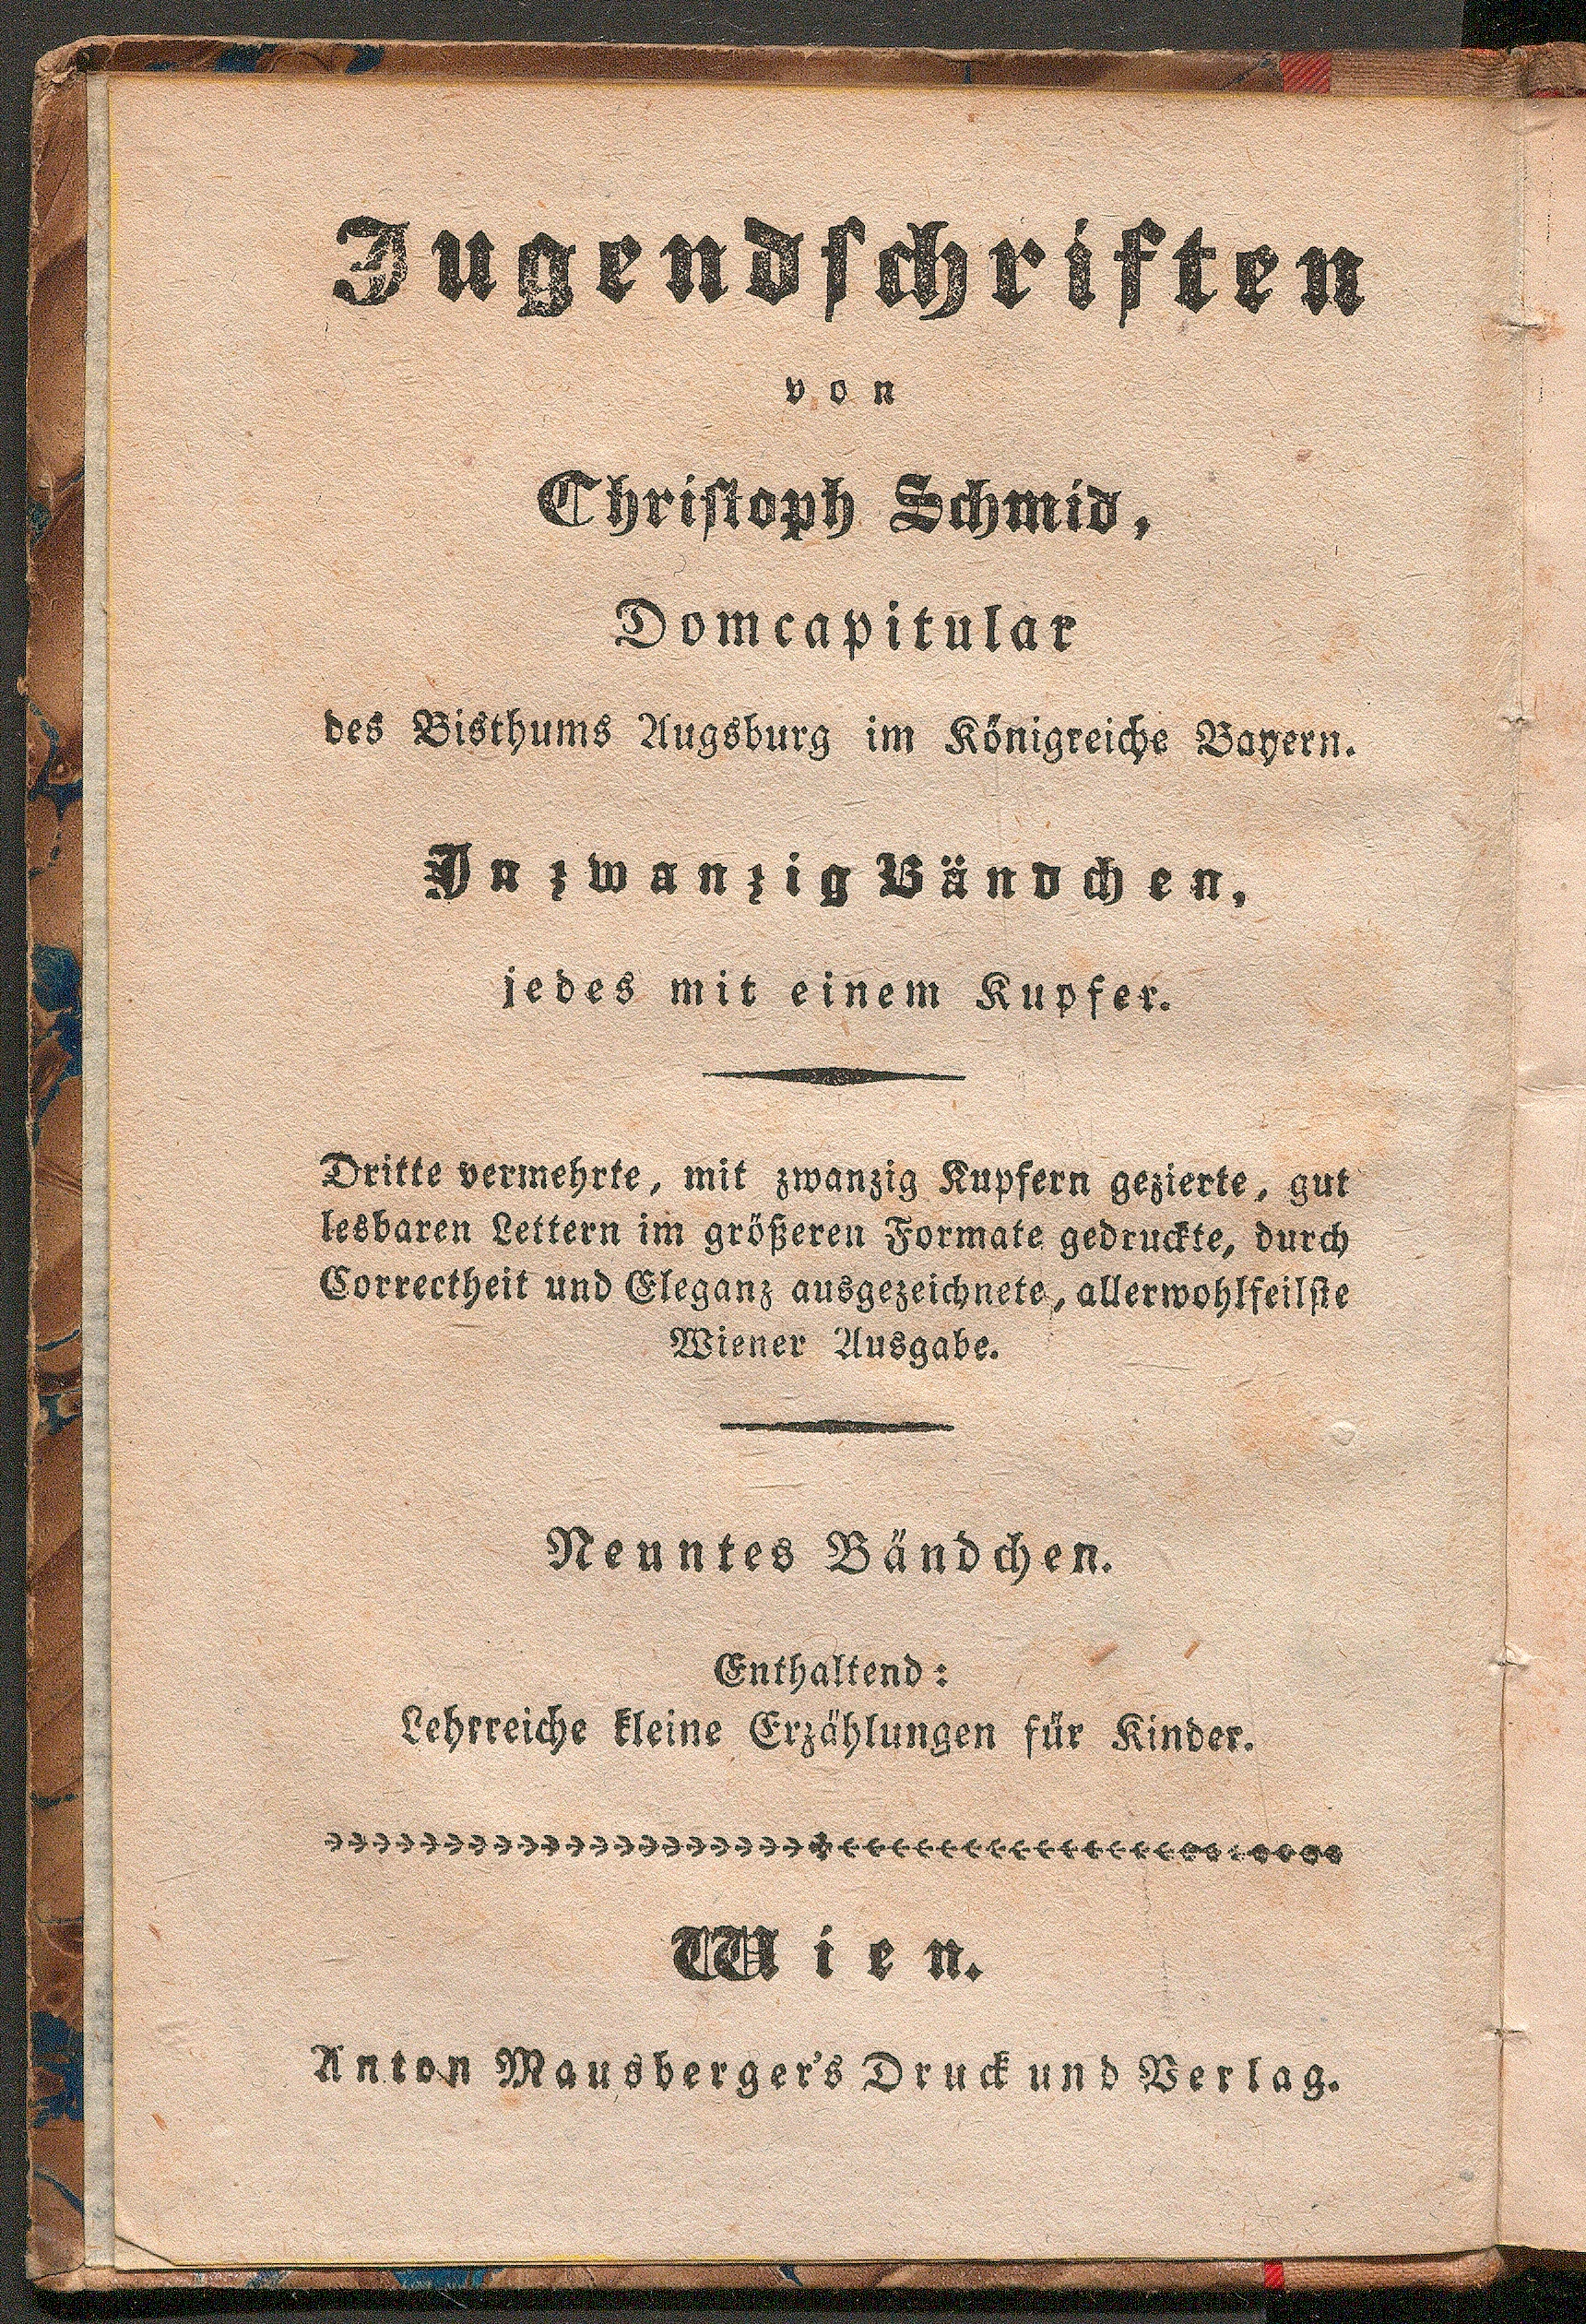 Jugendschriften
von
Christoph Schmid,
Domcapitular
des Bisthums Augsburg im Königreiche Bayern.
In zwanzig Bändchen,
jedes mit einem Kupfer.
Dritte vermehrte, mit zwanzig Kupfern gezierte, gut
lesbaren Lettern im größeren Formate gedruckte, durch
Correctheit und Eleganz ausgezeichnete, allerwohlfeilste
Wiener Ausgabe.
Neuntes Bändchen.
Enthaltend:
Lehrreiche kleine Erzählungen für Kinder.
Wien.
Anton Mausberger's Druck und Verlag.